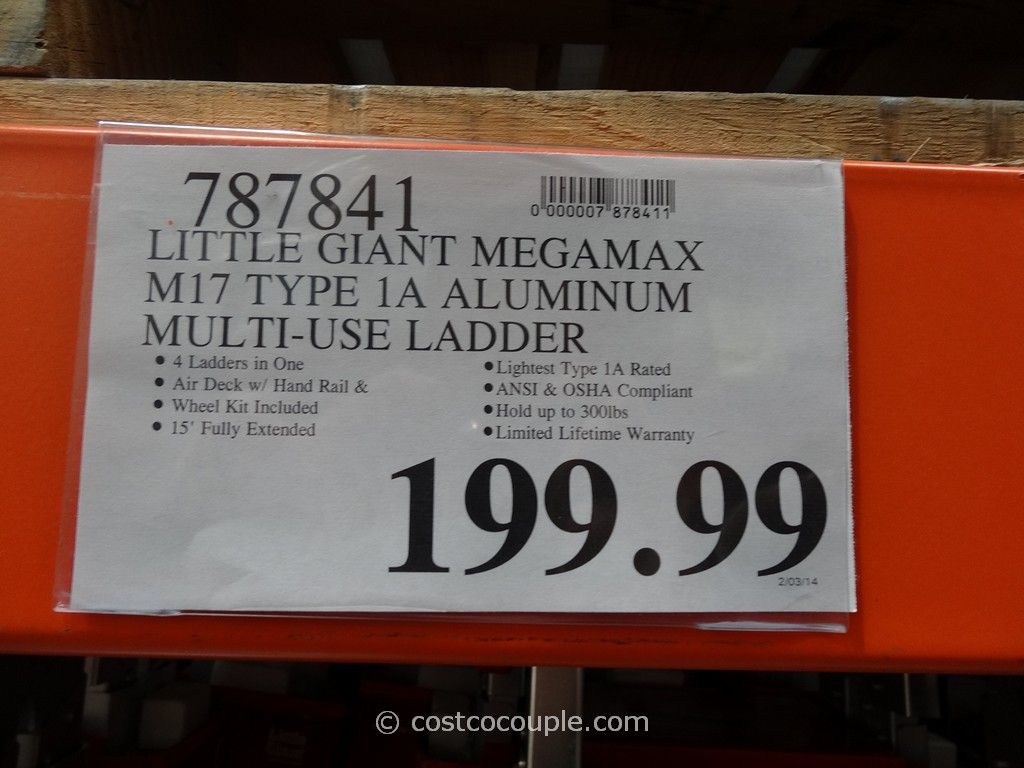 787841
0 000007 878411
LITTLE GIANT MEGAMAX
M17 TYPE 1A ALUMINUM
MULTI-USE LADDER
• 4 Ladders in One
• Air Deck w/ Hand Rail &
• Wheel Kit Included
• 15' Fully Extended
• Lightest Type 1A Rated
• ANSI & OSHA Compliant
• Hold up to 300lbs
• Limited Lifetime Warranty
199.99
2/03/14
© costcocouple.com